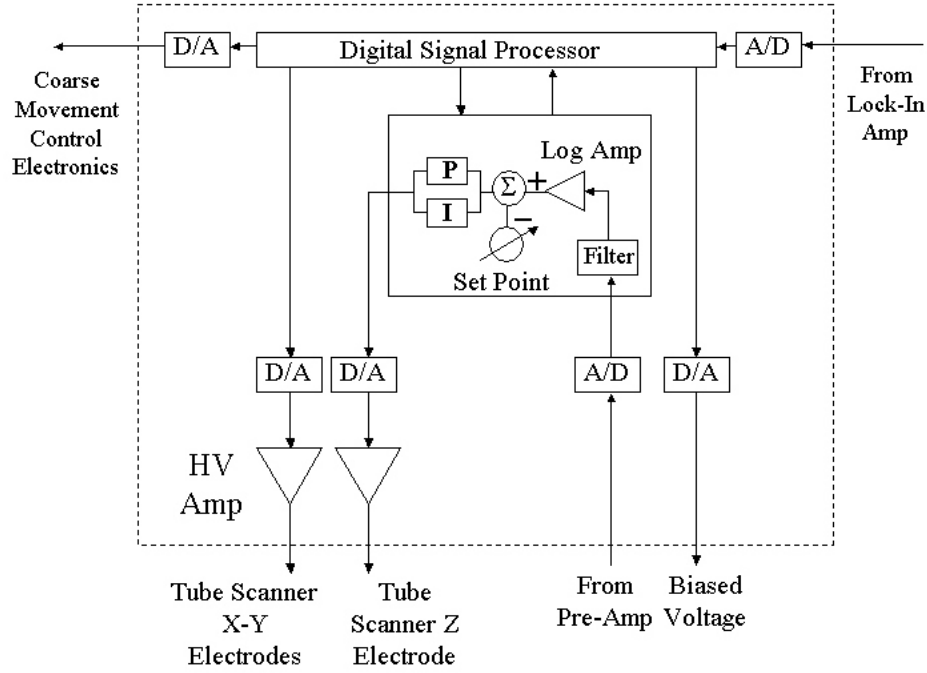 D/A
Digital Signal Processor
A/D
Coarse
Movement
Control
Electronics
From
Lock-In
Amp
Log Amp
P
I
Σ
+
−
Set Point
Filter
D/A
D/A
A/D
D/A
HV
Amp
Tube Scanner
X-Y
Electrodes
Tube
Scanner Z
Electrode
From
Pre-Amp
Biased
Voltage